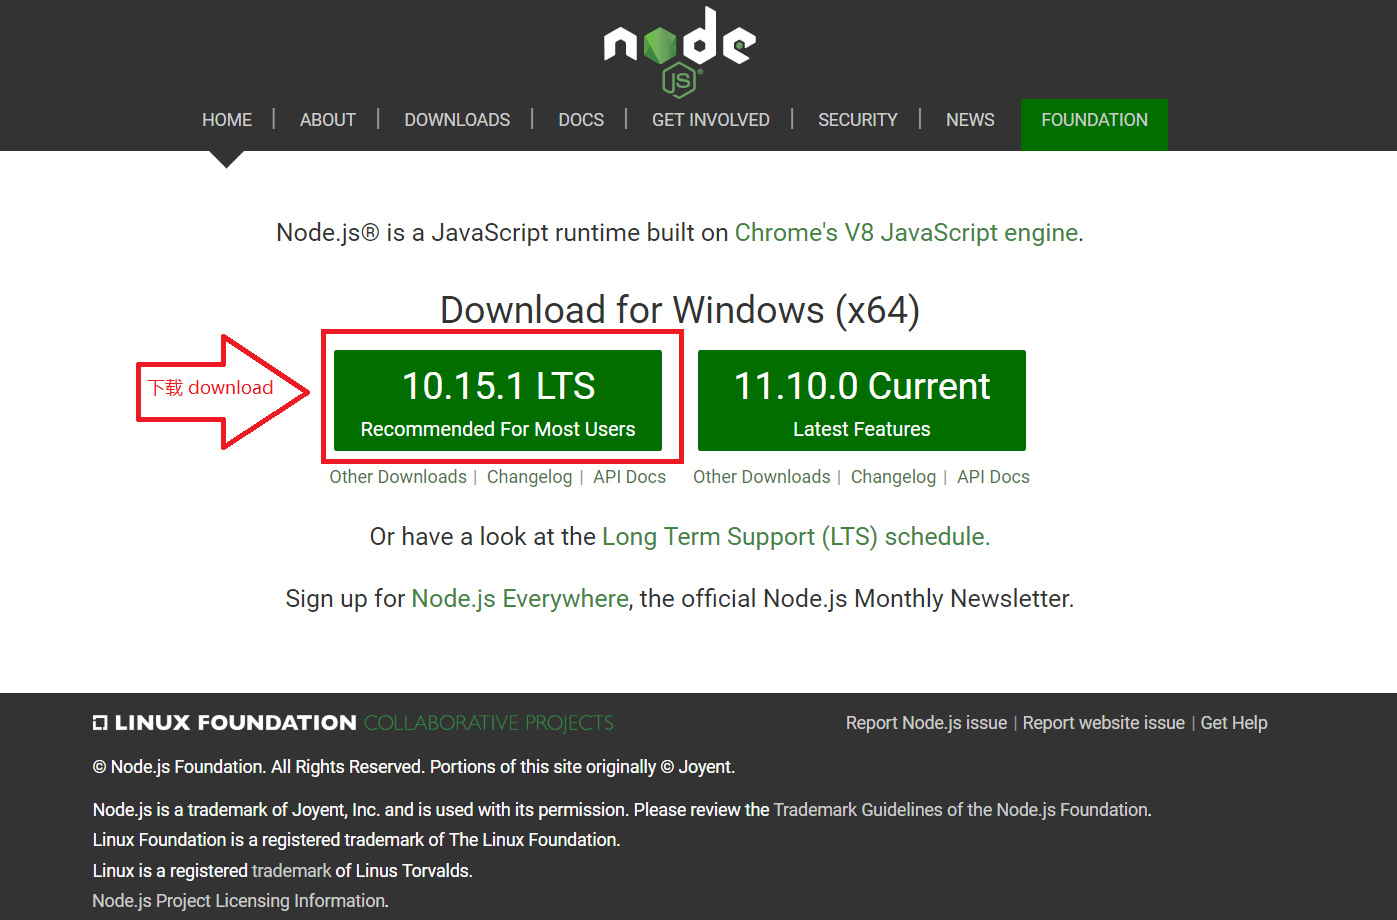 node
JS®
HOME | ABOUT | DOWNLOADS | DOCS | GET INVOLVED | SECURITY | NEWS FOUNDATION
Node.js® is a JavaScript runtime built on Chrome's V8 JavaScript engine.
Download for Windows (x64)
下载 download
10.15.1 LTS
Recommended For Most Users
11.10.0 Current
Latest Features
Other Downloads | Changelog | API Docs
Other Downloads | Changelog | API Docs
Or have a look at the Long Term Support (LTS) schedule.
Sign up for Node.js Everywhere, the official Node.js Monthly Newsletter.
LINUX FOUNDATION COLLABORATIVE PROJECTS
Report Node.js issue | Report website issue | Get Help
© Node.js Foundation. All Rights Reserved. Portions of this site originally © Joyent.
Node.js is a trademark of Joyent, Inc. and is used with its permission. Please review the Trademark Guidelines of the Node.js Foundation.
Linux Foundation is a registered trademark of The Linux Foundation.
Linux is a registered trademark of Linus Torvalds.
Node.js Project Licensing Information.